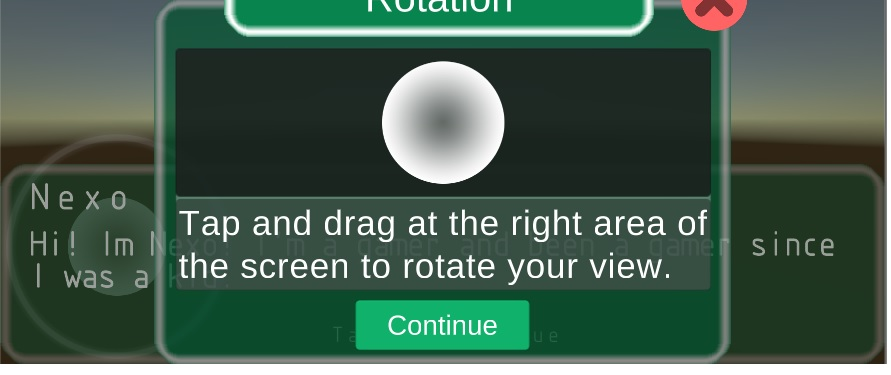 Rotation
Nexo
Hi! Im Nexo! I'm a gamer and been a gamer since
I was a kid.
Tap and drag at the right area of
the screen to rotate your view.
Continue